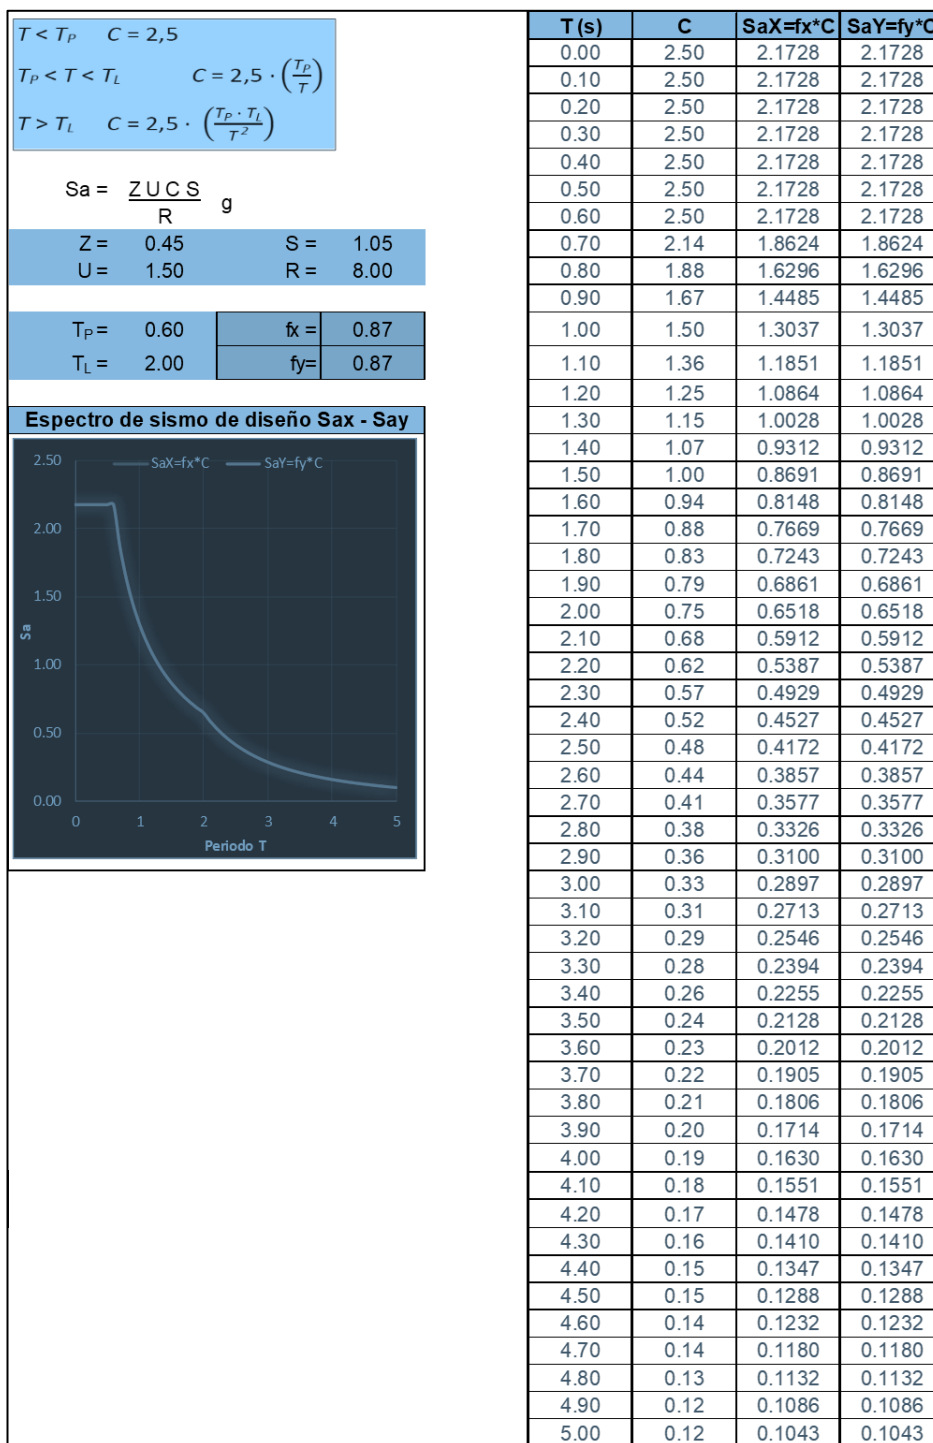 T < TP C = 2,5
TP < T < TL C = 2,5 · (TP/T)
T > TL C = 2,5 · (TP · TL/T²)
Sa = Z U C S g
R
Z = 0.45 S = 1.05
U = 1.50 R = 8.00
TP = 0.60 fx = 0.87
TL = 2.00 fy= 0.87
Espectro de sismo de diseño Sax - Say
SaX=fx*C SaY=fy*C
2.50
2.00
1.50
1.00
0.50
0.00
Sa
0 1 2 3 4 5
Periodo T
T (s) C SaX=fx*C SaY=fy*C
0.00 2.50 2.1728 2.1728
0.10 2.50 2.1728 2.1728
0.20 2.50 2.1728 2.1728
0.30 2.50 2.1728 2.1728
0.40 2.50 2.1728 2.1728
0.50 2.50 2.1728 2.1728
0.60 2.50 2.1728 2.1728
0.70 2.14 1.8624 1.8624
0.80 1.88 1.6296 1.6296
0.90 1.67 1.4485 1.4485
1.00 1.50 1.3037 1.3037
1.10 1.36 1.1851 1.1851
1.20 1.25 1.0864 1.0864
1.30 1.15 1.0028 1.0028
1.40 1.07 0.9312 0.9312
1.50 1.00 0.8691 0.8691
1.60 0.94 0.8148 0.8148
1.70 0.88 0.7669 0.7669
1.80 0.83 0.7243 0.7243
1.90 0.79 0.6861 0.6861
2.00 0.75 0.6518 0.6518
2.10 0.68 0.5912 0.5912
2.20 0.62 0.5387 0.5387
2.30 0.57 0.4929 0.4929
2.40 0.52 0.4527 0.4527
2.50 0.48 0.4172 0.4172
2.60 0.44 0.3857 0.3857
2.70 0.41 0.3577 0.3577
2.80 0.38 0.3326 0.3326
2.90 0.36 0.3100 0.3100
3.00 0.33 0.2897 0.2897
3.10 0.31 0.2713 0.2713
3.20 0.29 0.2546 0.2546
3.30 0.28 0.2394 0.2394
3.40 0.26 0.2255 0.2255
3.50 0.24 0.2128 0.2128
3.60 0.23 0.2012 0.2012
3.70 0.22 0.1905 0.1905
3.80 0.21 0.1806 0.1806
3.90 0.20 0.1714 0.1714
4.00 0.19 0.1630 0.1630
4.10 0.18 0.1551 0.1551
4.20 0.17 0.1478 0.1478
4.30 0.16 0.1410 0.1410
4.40 0.15 0.1347 0.1347
4.50 0.15 0.1288 0.1288
4.60 0.14 0.1232 0.1232
4.70 0.14 0.1180 0.1180
4.80 0.13 0.1132 0.1132
4.90 0.12 0.1086 0.1086
5.00 0.12 0.1043 0.1043